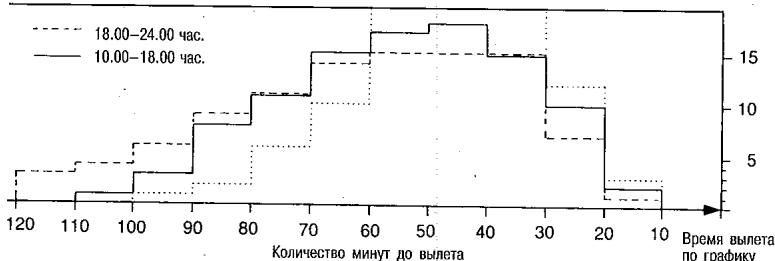 18.00–24.00 час.
10.00–18.00 час.
15
10
5
120 110 100 90 80 70 60 50 40 30 20 10
Время вылета
по графику
Количество минут до вылета